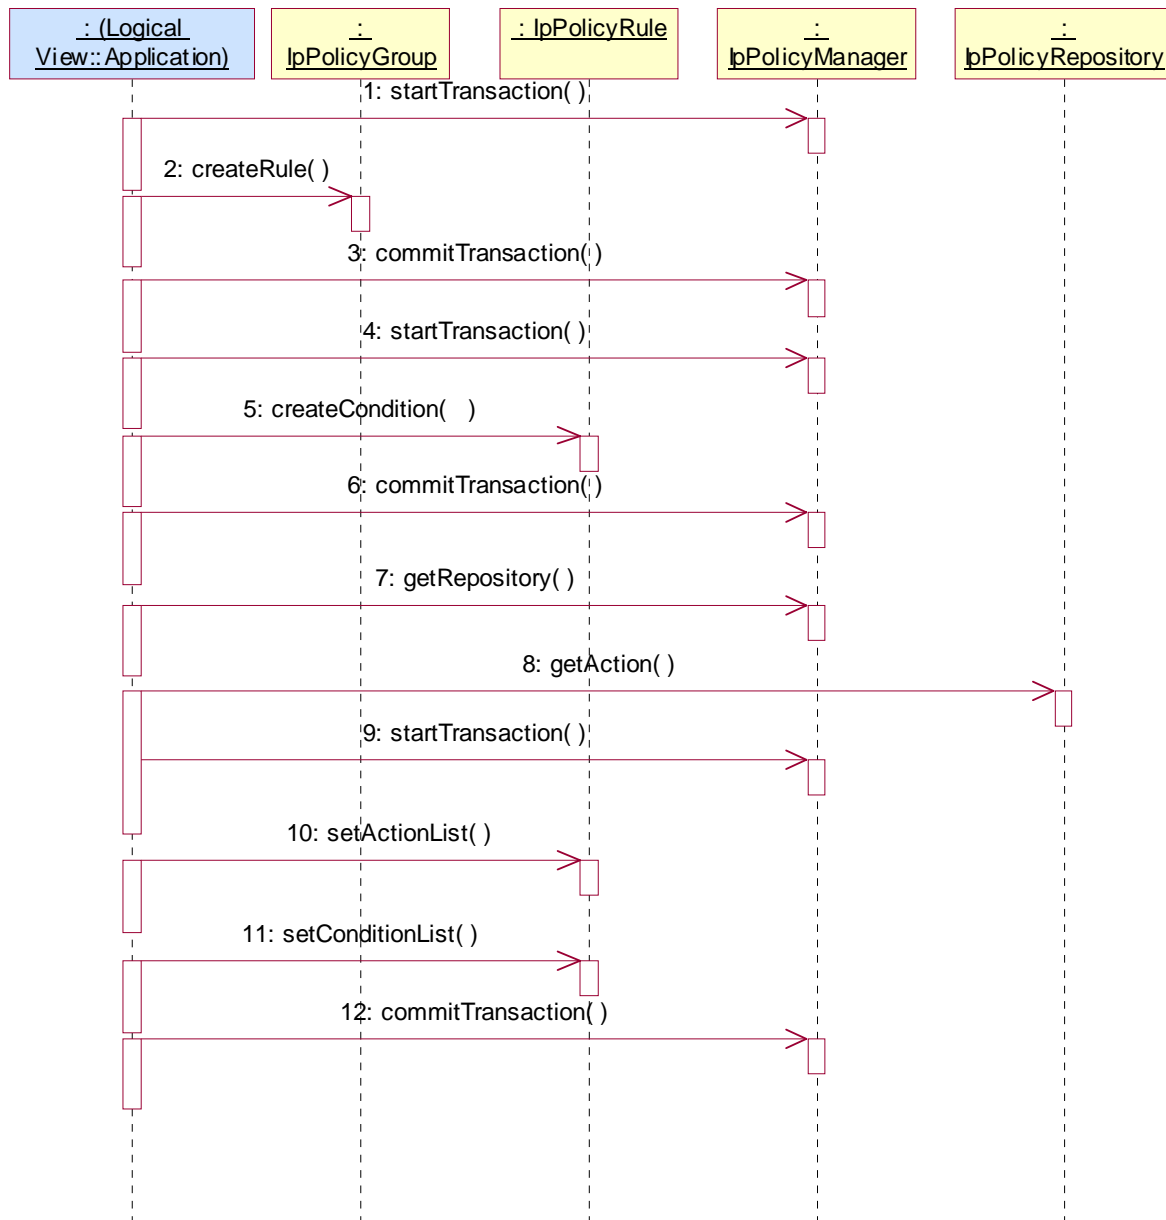 : (Logical
View::Application)
:
IpPolicyGroup
: IpPolicyRule
:
IpPolicyManager
:
IpPolicyRepository
1: startTransaction( )
2: createRule( )
3: commitTransaction( )
4: startTransaction( )
5: createCondition(   )
6: commitTransaction( )
7: getRepository( )
8: getAction( )
9: startTransaction( )
10: setActionList( )
11: setConditionList( )
12: commitTransaction( )